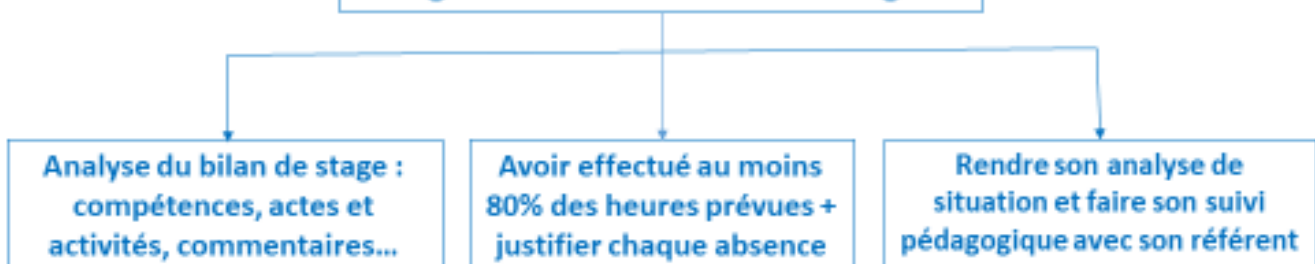 Analyse du bilan de stage :
compétences, actes et
activités, commentaires...
Avoir effectué au moins
80% des heures prévues +
justifier chaque absence
Rendre son analyse de
situation et faire son suivi
pédagogique avec son référent